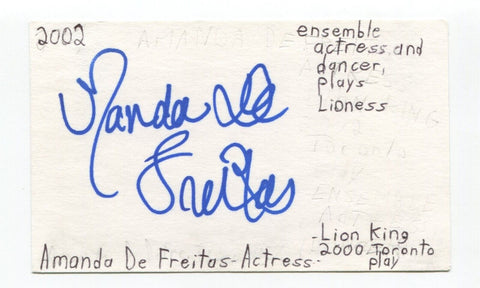 2002
ensemble
actress and
dancer,
plays
Lioness
Manda De
Freitas
-Lion King
2000 Toronto
play
Amanda De Freitas-Actress-